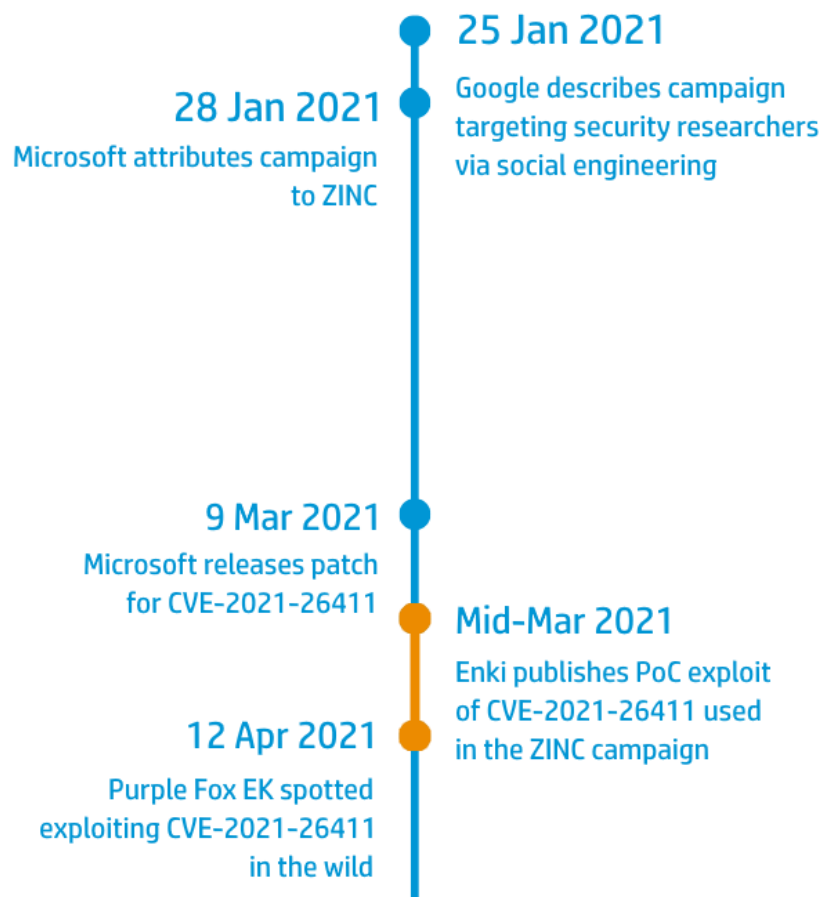 25 Jan 2021
Google describes campaign
targeting security researchers
via social engineering
28 Jan 2021
Microsoft attributes campaign
to ZINC
9 Mar 2021
Microsoft releases patch
for CVE-2021-26411
Mid-Mar 2021
Enki publishes PoC exploit
of CVE-2021-26411 used
in the ZINC campaign
12 Apr 2021
Purple Fox EK spotted
exploiting CVE-2021-26411
in the wild